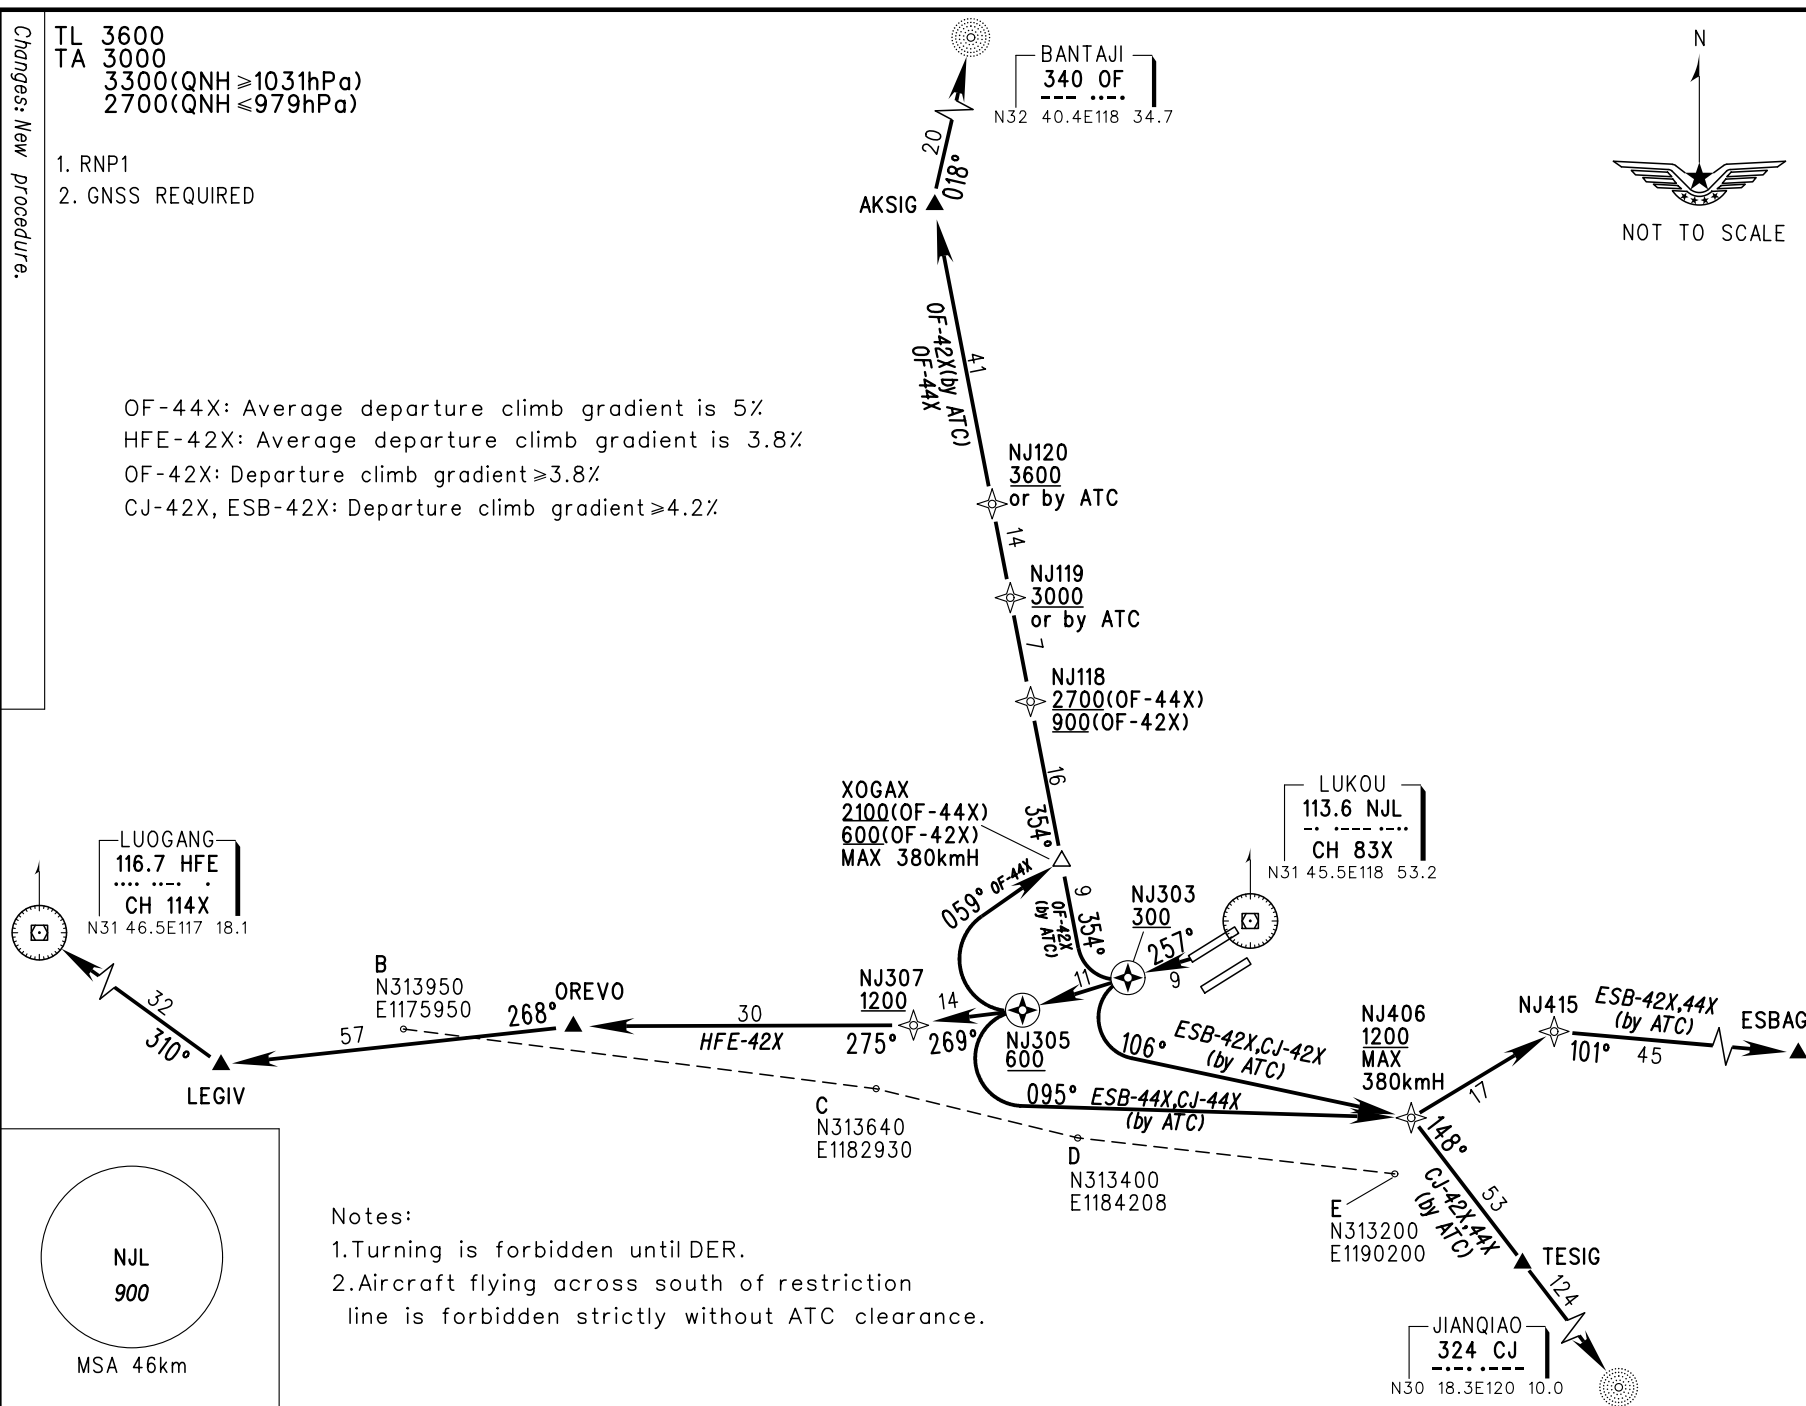 Changes: New procedure.
TL 3600
TA 3000
3300(QNH ≥1031hPa)
2700(QNH ≤979hPa)
1. RNP1
2. GNSS REQUIRED
BANTAJI
340 OF
N32 40.4E118 34.7
N
NOT TO SCALE
20
018°
AKSIG
OF-42X(by ATC)
OF-44X
41
OF-44X: Average departure climb gradient is 5%
HFE-42X: Average departure climb gradient is 3.8%
OF-42X: Departure climb gradient≥3.8%
CJ-42X, ESB-42X: Departure climb gradient≥4.2%
NJ120
3600
or by ATC
14
NJ119
3000
or by ATC
7
NJ118
2700(OF-44X)
900(OF-42X)
16
354°
XOGAX
2100(OF-44X)
600(OF-42X)
MAX 380kmH
LUKOU
113.6 NJL
CH 83X
N31 45.5E118 53.2
LUOGANG
116.7 HFE
CH 114X
N31 46.5E117 18.1
059° OF-44X
9
354°
OF-42X
(by ATC)
NJ303
300
257°
9
11
32
310°
LEGIV
57
B
N313950
E1175950
268°
OREVO
30
HFE-42X
275°
NJ307
1200
14
269°
NJ305
600
106°
ESB-42X,CJ-42X
(by ATC)
095° ESB-44X,CJ-44X
(by ATC)
NJ406
1200
MAX
380kmH
17
NJ415
ESB-42X,44X
(by ATC)
101°
45
ESBAG
148°
53
CJ-42X,44X
(by ATC)
TESIG
124
C
N313640
E1182930
D
N313400
E1184208
E
N313200
E1190200
NJL
900
MSA 46km
Notes:
1.Turning is forbidden until DER.
2.Aircraft flying across south of restriction
line is forbidden strictly without ATC clearance.
JIANQIAO
324 CJ
N30 18.3E120 10.0